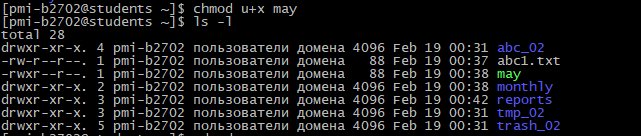 [pmi-b2702@students ~]$ chmod u+x may
[pmi-b2702@students ~]$ ls -l
total 28
drwxr-xr-x. 4 pmi-b2702 пользователи домена 4096 Feb 19 00:31 abc_02
-rw-r--r--. 1 pmi-b2702 пользователи домена   88 Feb 19 00:37 abc1.txt
-rwxr--r--. 1 pmi-b2702 пользователи домена   88 Feb 19 00:38 may
drwxr-xr-x. 2 pmi-b2702 пользователи домена 4096 Feb 19 00:38 monthly
drwxr-xr-x. 3 pmi-b2702 пользователи домена 4096 Feb 19 00:42 reports
drwxr-xr-x. 3 pmi-b2702 пользователи домена 4096 Feb 19 00:31 tmp_02
drwxr-xr-x. 5 pmi-b2702 пользователи домена 4096 Feb 19 00:31 trash_02